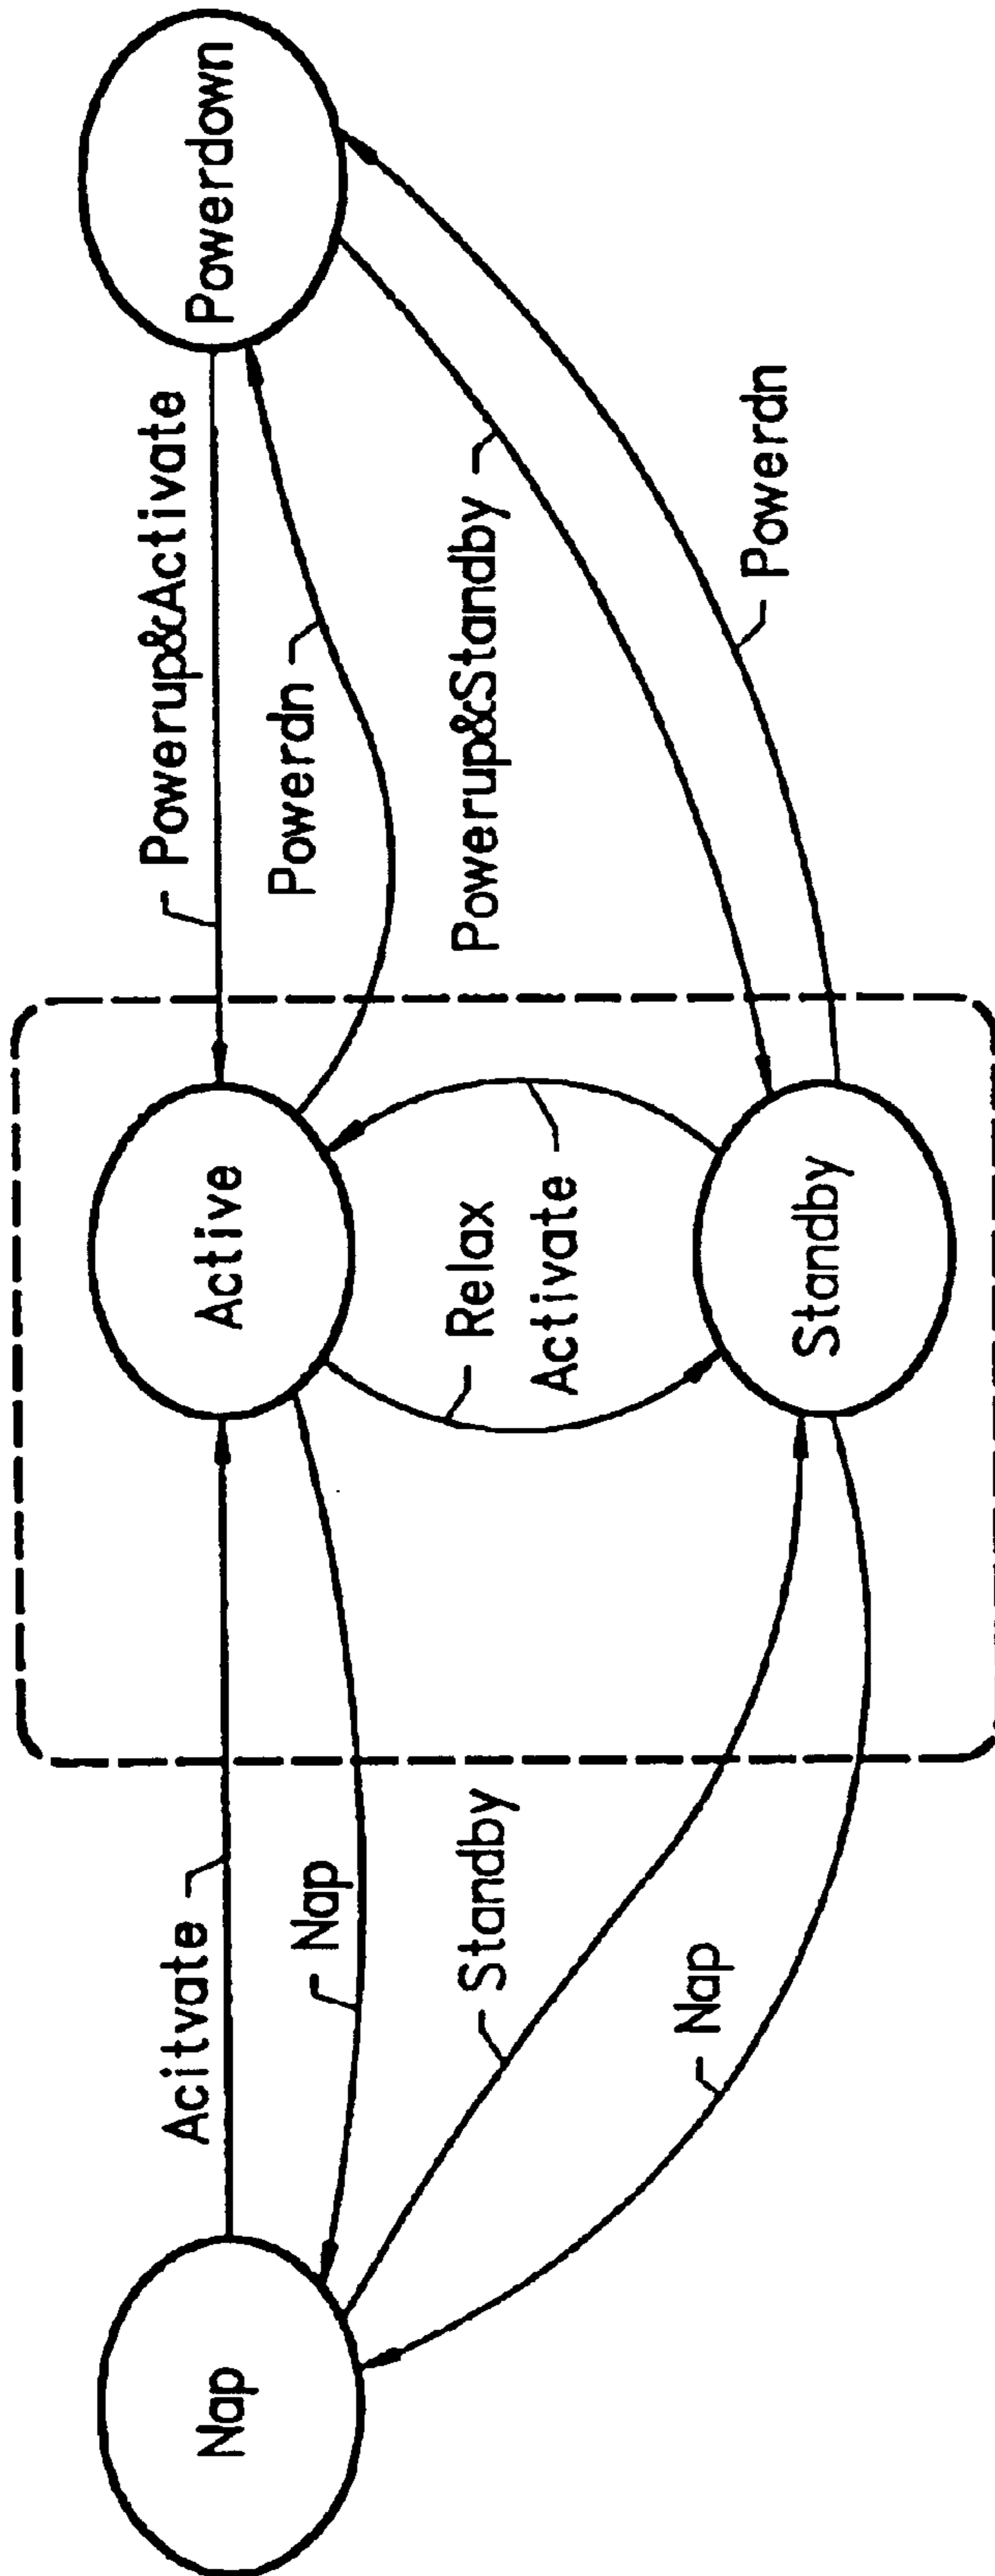 Acitvate
Powerup&Activate
Nap
Active
Powerdown
Nap
Powerdn
Relax
Standby
Activate
Powerup&Standby
Nap
Standby
Powerdn